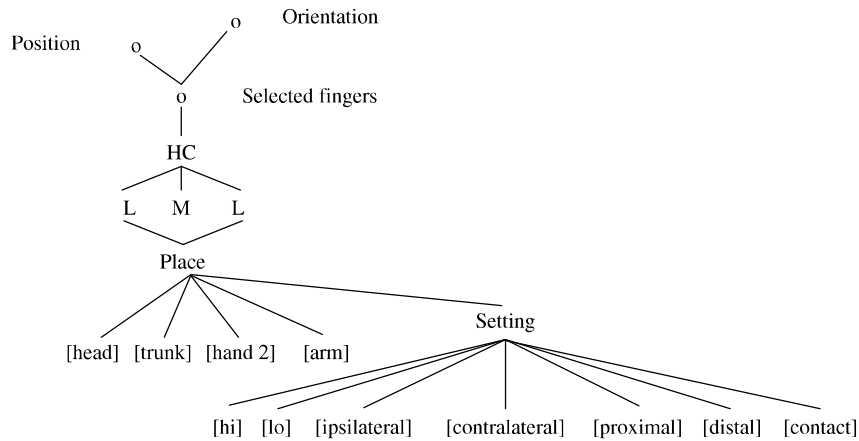 o Orientation
Position o
o Selected fingers
HC
L M L
Place
Setting
[head] [trunk] [hand 2] [arm]
[hi] [lo] [ipsilateral] [contralateral] [proximal] [distal] [contact]